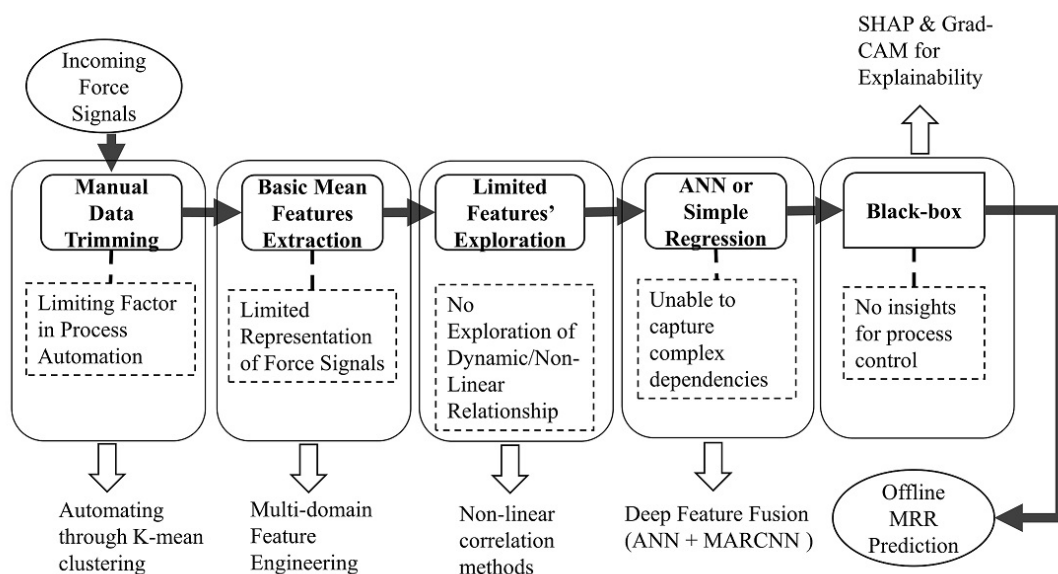 SHAP & Grad-
CAM for
Explainability
Incoming
Force
Signals
Manual
Data
Trimming
Limiting Factor
in Process
Automation
Automating
through K-mean
clustering
Basic Mean
Features
Extraction
Limited
Representation
of Force Signals
Multi-domain
Feature
Engineering
Limited
Features’
Exploration
No
Exploration of
Dynamic/Non-
Linear
Relationship
Non-linear
correlation
methods
ANN or
Simple
Regression
Unable to
capture
complex
dependencies
Deep Feature Fusion
(ANN + MARCNN )
Black-box
No insights for
process control
Offline
MRR
Prediction